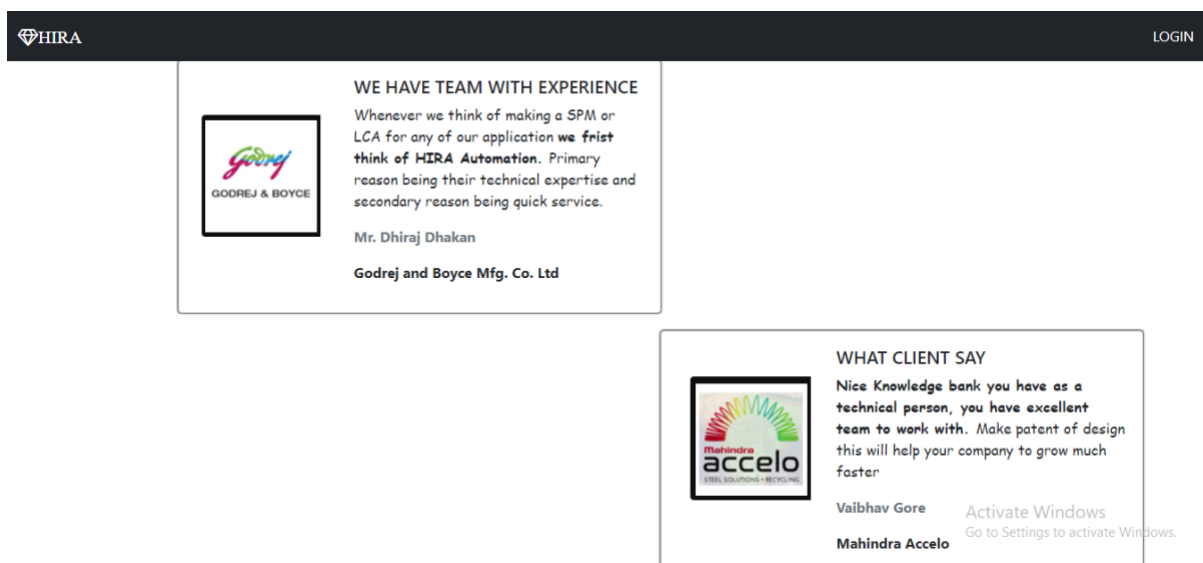 HIRA
LOGIN
WE HAVE TEAM WITH EXPERIENCE
Whenever we think of making a SPM or
LCA for any of our application we frist
think of HIRA Automation. Primary
reason being their technical expertise and
secondary reason being quick service.
Mr. Dhiraj Dhakan
Godrej and Boyce Mfg. Co. Ltd
Godrej
GODREJ & BOYCE
WHAT CLIENT SAY
Nice Knowledge bank you have as a
technical person, you have excellent
team to work with. Make patent of design
this will help your company to grow much
faster
Vaibhav Gore
Mahindra Accelo
Mahindra
accelo
STEEL SOLUTIONS • RECYCLING
Activate Windows
Go to Settings to activate Windows.